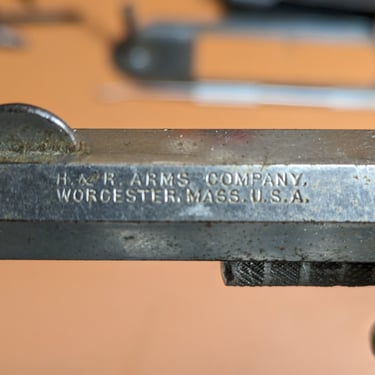 H. & R. ARMS COMPANY.
WORCESTER. MASS. U.S.A.